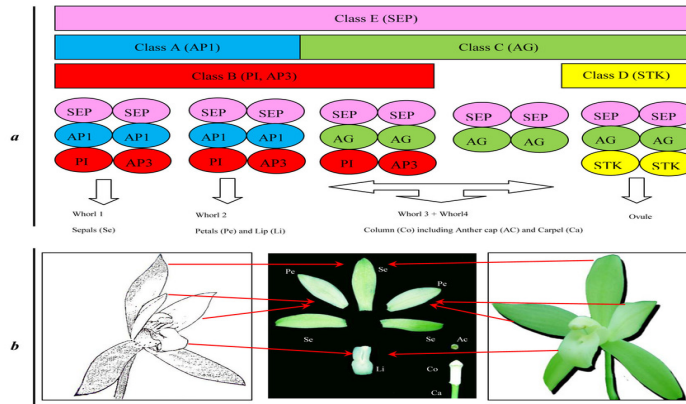 Class E (SEP)
Class A (AP1) Class C (AG)
Class B (PI, AP3) Class D (STK)
a
SEP SEP SEP SEP SEP SEP SEP SEP SEP SEP
AP1 AP1 AP1 AP1 AG AG AG AG AG AG
PI AP3 PI AP3 PI AP3 STK STK
Whorl 1 Whorl 2 Whorl 3 + Whorl4 Ovule
Sepals (Se) Petals (Pe) and Lip (Li) Column (Co) including Anther cap (AC) and Carpel (Ca)
b
Pe Se Pe
Se Se Ac
Li Co
Ca